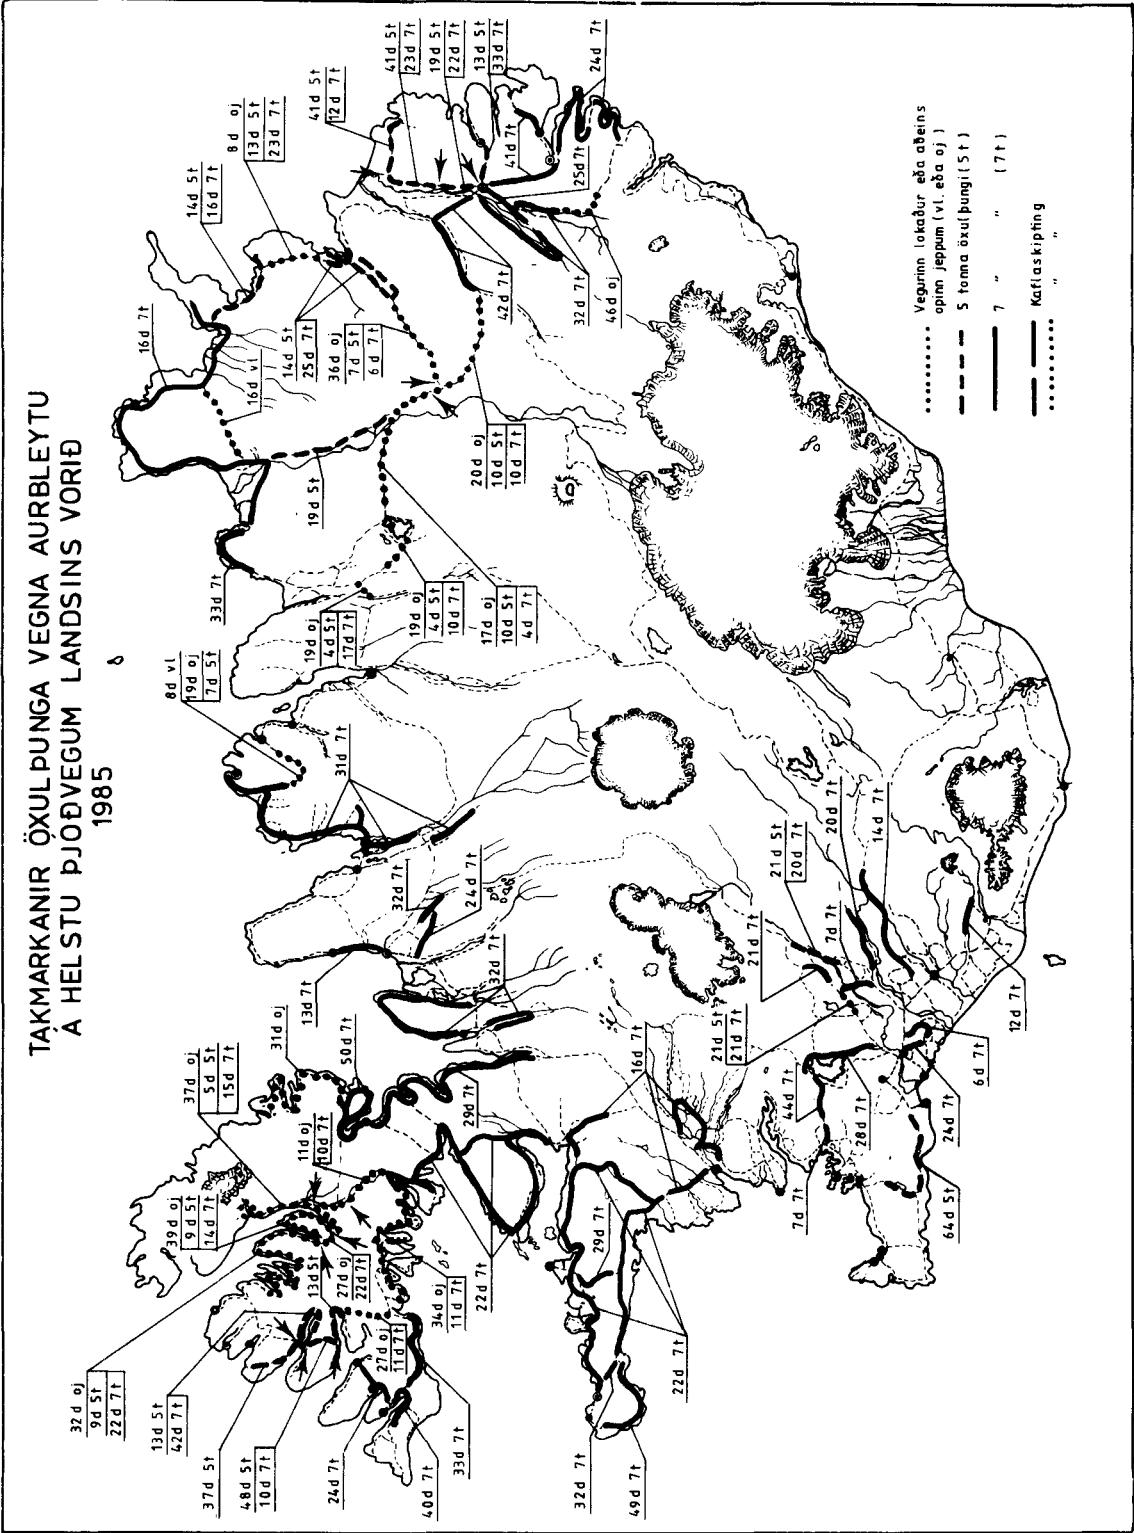 TAKMARKANIR ÖXULÞUNGA VEGNA AURBLEYTU
Á HELSTU ÞJÓÐVEGUM LANDSINS VORIÐ
1985
32d oj
9d 5t
22d 7t
13d 5t
42d 7t
37d 5t
48d 5t
10d 7t
24d 7t
40d 7t
33d 7t
39d oj
9d 5t
14d 7t
37d oj
5d 5t
15d 7t
31d oj
11d oj
10d 7t
50d 7t
13d 5t
27d oj
22d 7t
27d oj
11d 7t
34d oj
11d 7t
22d 7t
29d 7t
13d 7t
32d 7t
32d 7t
24d 7t
31d 7t
8d vl
19d oj
7d 5t
33d 7t
19d oj
4d 5t
17d 7t
19d oj
4d 5t
10d 7t
17d oj
10d 5t
4d 7t
19d 5t
16d vl
16d 7t
14d 5t
16d 7t
8d oj
13d 5t
23d 7t
14d 5t
25d 7t
36d oj
7d 5t
6d 7t
20d oj
10d 5t
10d 7t
41d 5t
12d 7t
41d 5t
23d 7t
19d 5t
22d 7t
13d 5t
33d 7t
24d 7t
41d 7t
25d 7t
42d 7t
32d 7t
46d oj
32d 7t
49d 7t
22d 7t
29d 7t
16d 7t
7d 7t
44d 7t
28d 7t
64d 5t
24d 7t
6d 7t
12d 7t
21d 5t
21d 7t
21d 7t
7d 7t
21d 5t
20d 7t
20d 7t
14d 7t
Vegurinn lokaður eða aðeins
opinn jeppum (vl. eða oj)
5 tonna öxulþungi (5t)
7 " " (7t)
Kaflaskipting
" "